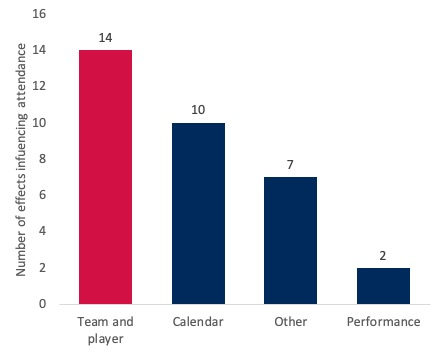 Number of effects infuencing attendance
16
14
12
10
8
6
4
2
0
14
10
7
2
Team and
player
Calendar
Other
Performance